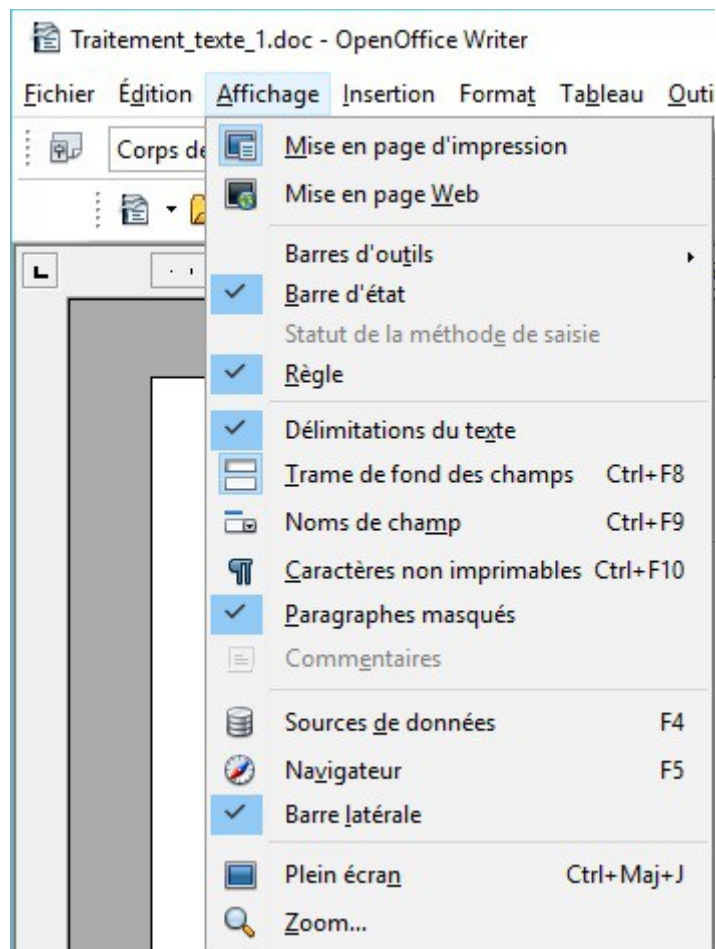 Traitement_texte_1.doc - OpenOffice Writer
Fichier Édition Affichage Insertion Format Tableau Outi
Corps de
Mise en page d'impression
Mise en page Web
Barres d'outils
Barre d'état
Statut de la méthode de saisie
Règle
Délimitations du texte
Trame de fond des champs Ctrl+F8
Noms de champ Ctrl+F9
Caractères non imprimables Ctrl+F10
Paragraphes masqués
Commentaires
Sources de données F4
Navigateur F5
Barre latérale
Plein écran Ctrl+Maj+J
Zoom...